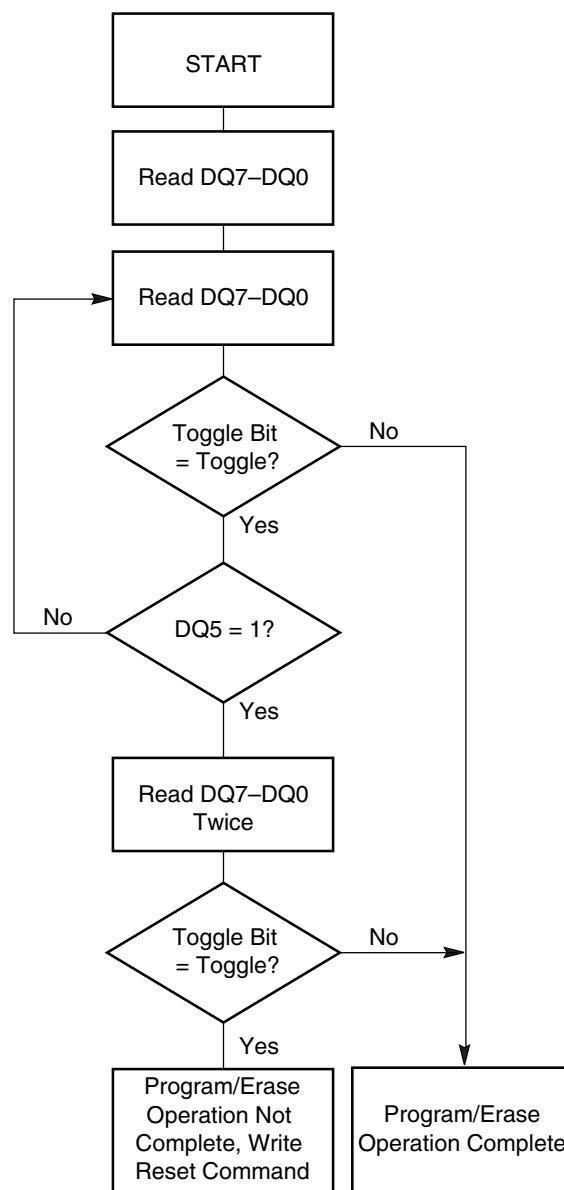 START
Read DQ7–DQ0
Read DQ7–DQ0
Toggle Bit
= Toggle?
No
Yes
No
DQ5 = 1?
Yes
Read DQ7–DQ0
Twice
Toggle Bit
= Toggle?
No
Yes
Program/Erase
Operation Not
Complete, Write
Reset Command
Program/Erase
Operation Complete